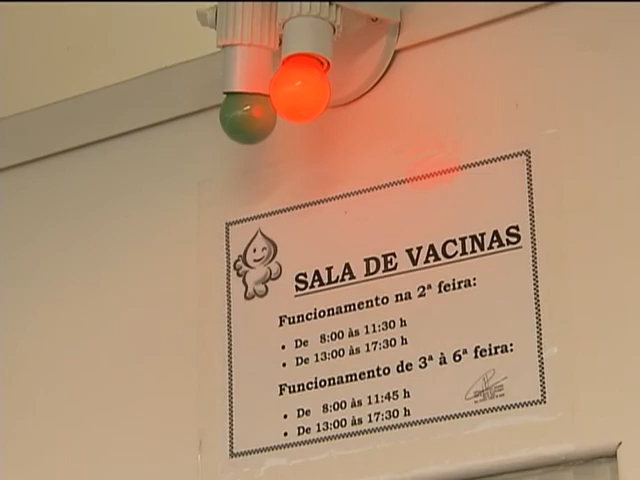 SALA DE VACINAS
Funcionamento na 2ª feira:
• De 8:00 às 11:30 h
• De 13:00 às 17:30 h
Funcionamento de 3ª à 6ª feira:
• De 8:00 às 11:45 h
• De 13:00 às 17:30 h